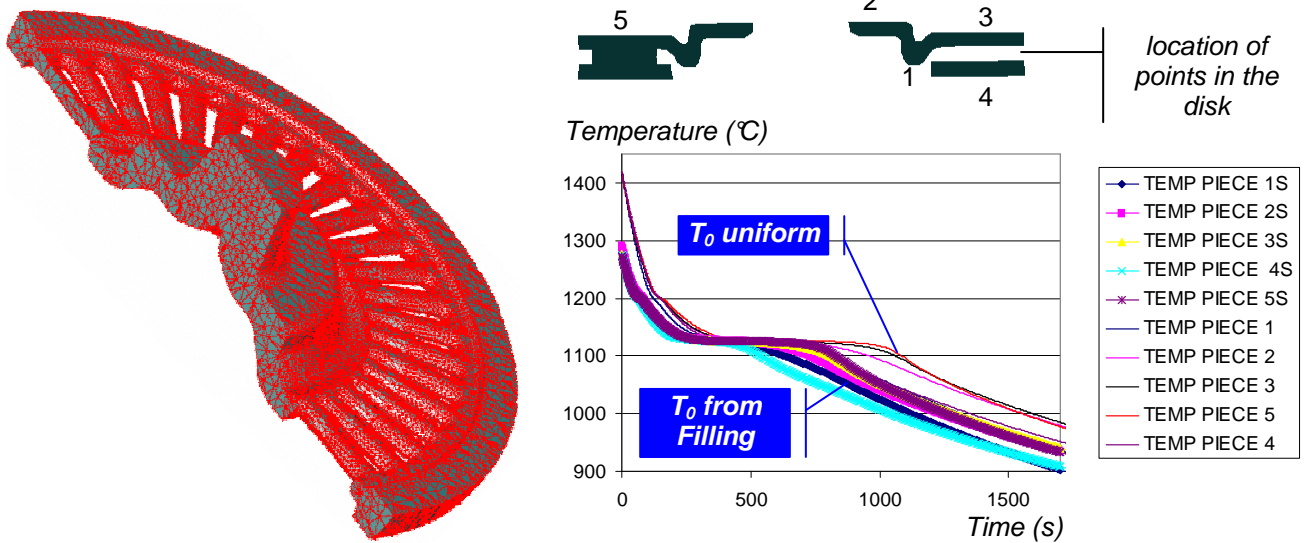 5
2
3
1
4
location of
points in the
disk
Temperature (°C)
1400
1300
1200
1100
1000
900
0
500
1000
1500
Time (s)
T0 uniform
T0 from
Filling
TEMP PIECE 1S
TEMP PIECE 2S
TEMP PIECE 3S
TEMP PIECE 4S
TEMP PIECE 5S
TEMP PIECE 1
TEMP PIECE 2
TEMP PIECE 3
TEMP PIECE 5
TEMP PIECE 4